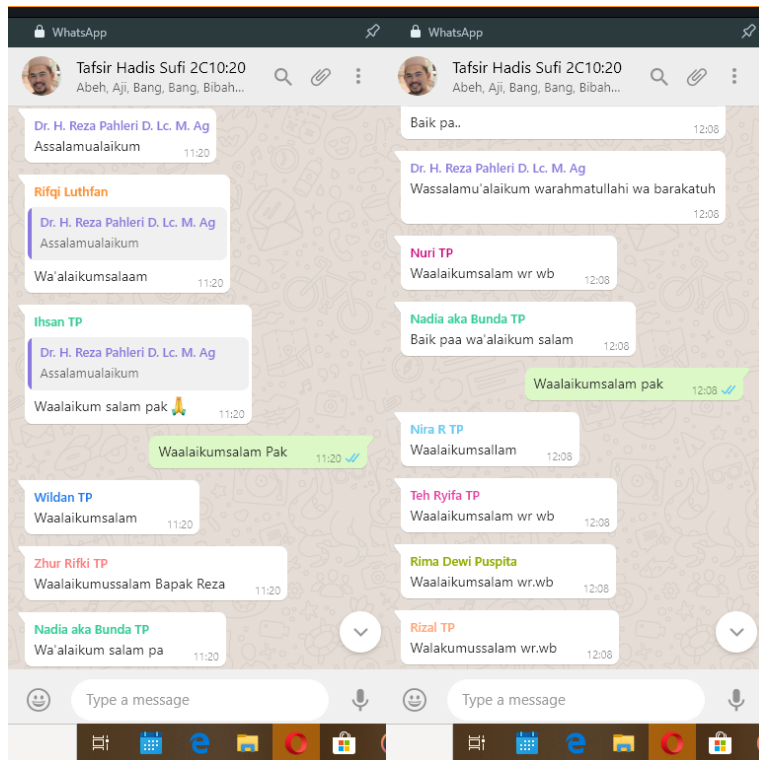 WhatsApp
Tafsir Hadis Sufi 2C10:20
Abeh, Aji, Bang, Bang, Bibah...
Dr. H. Reza Pahleri D. Lc. M. Ag
Assalamualaikum
11:20
Rifqi Luthfan
Dr. H. Reza Pahleri D. Lc. M. Ag
Assalamualaikum
Wa'alaikumsalaam
11:20
Ihsan TP
Dr. H. Reza Pahleri D. Lc. M. Ag
Assalamualaikum
Waalaikum salam pak 🙏
11:20
Waalaikumsalam Pak
11:20
Wildan TP
Waalaikumsalam
11:20
Zhur Rifki TP
Waalaikumussalam Bapak Reza
11:20
Nadia aka Bunda TP
Wa'alaikum salam pa
11:20
Type a message
WhatsApp
Tafsir Hadis Sufi 2C10:20
Abeh, Aji, Bang, Bang, Bibah...
Baik pa..
12:08
Dr. H. Reza Pahleri D. Lc. M. Ag
Wassalamu'alaikum warahmatullahi wa barakatuh
12:08
Nuri TP
Waalaikumsalam wr wb
12:08
Nadia aka Bunda TP
Baik paa wa'alaikum salam
12:08
Waalaikumsalam pak
12:08
Nira R TP
Waalaikumsallam
12:08
Teh Ryifa TP
Waalaikumsalam wr wb
12:08
Rima Dewi Puspita
Waalaikumsalam wr.wb
12:08
Rizal TP
Walakumussalam wr.wb
12:08
Type a message